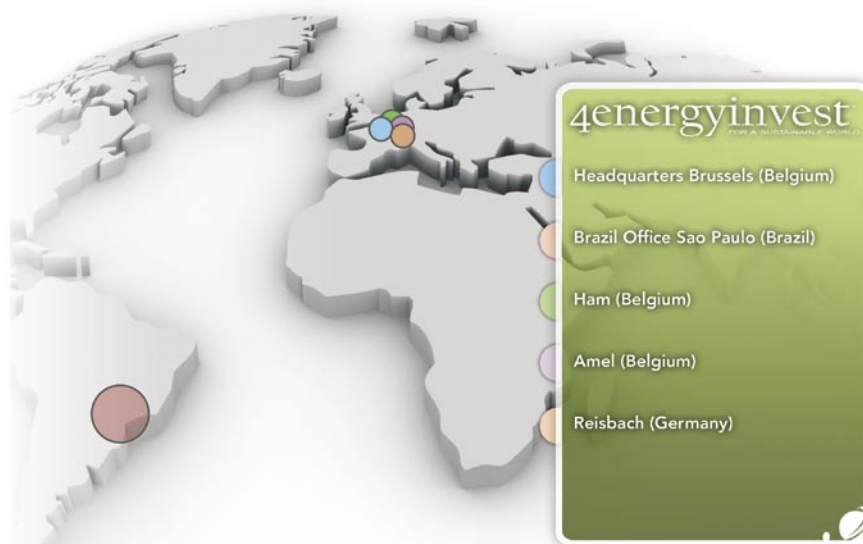 4energyinvest
FOR A SUSTAINABLE WORLD
Headquarters Brussels (Belgium)
Brazil Office Sao Paulo (Brazil)
Ham (Belgium)
Amel (Belgium)
Reisbach (Germany)